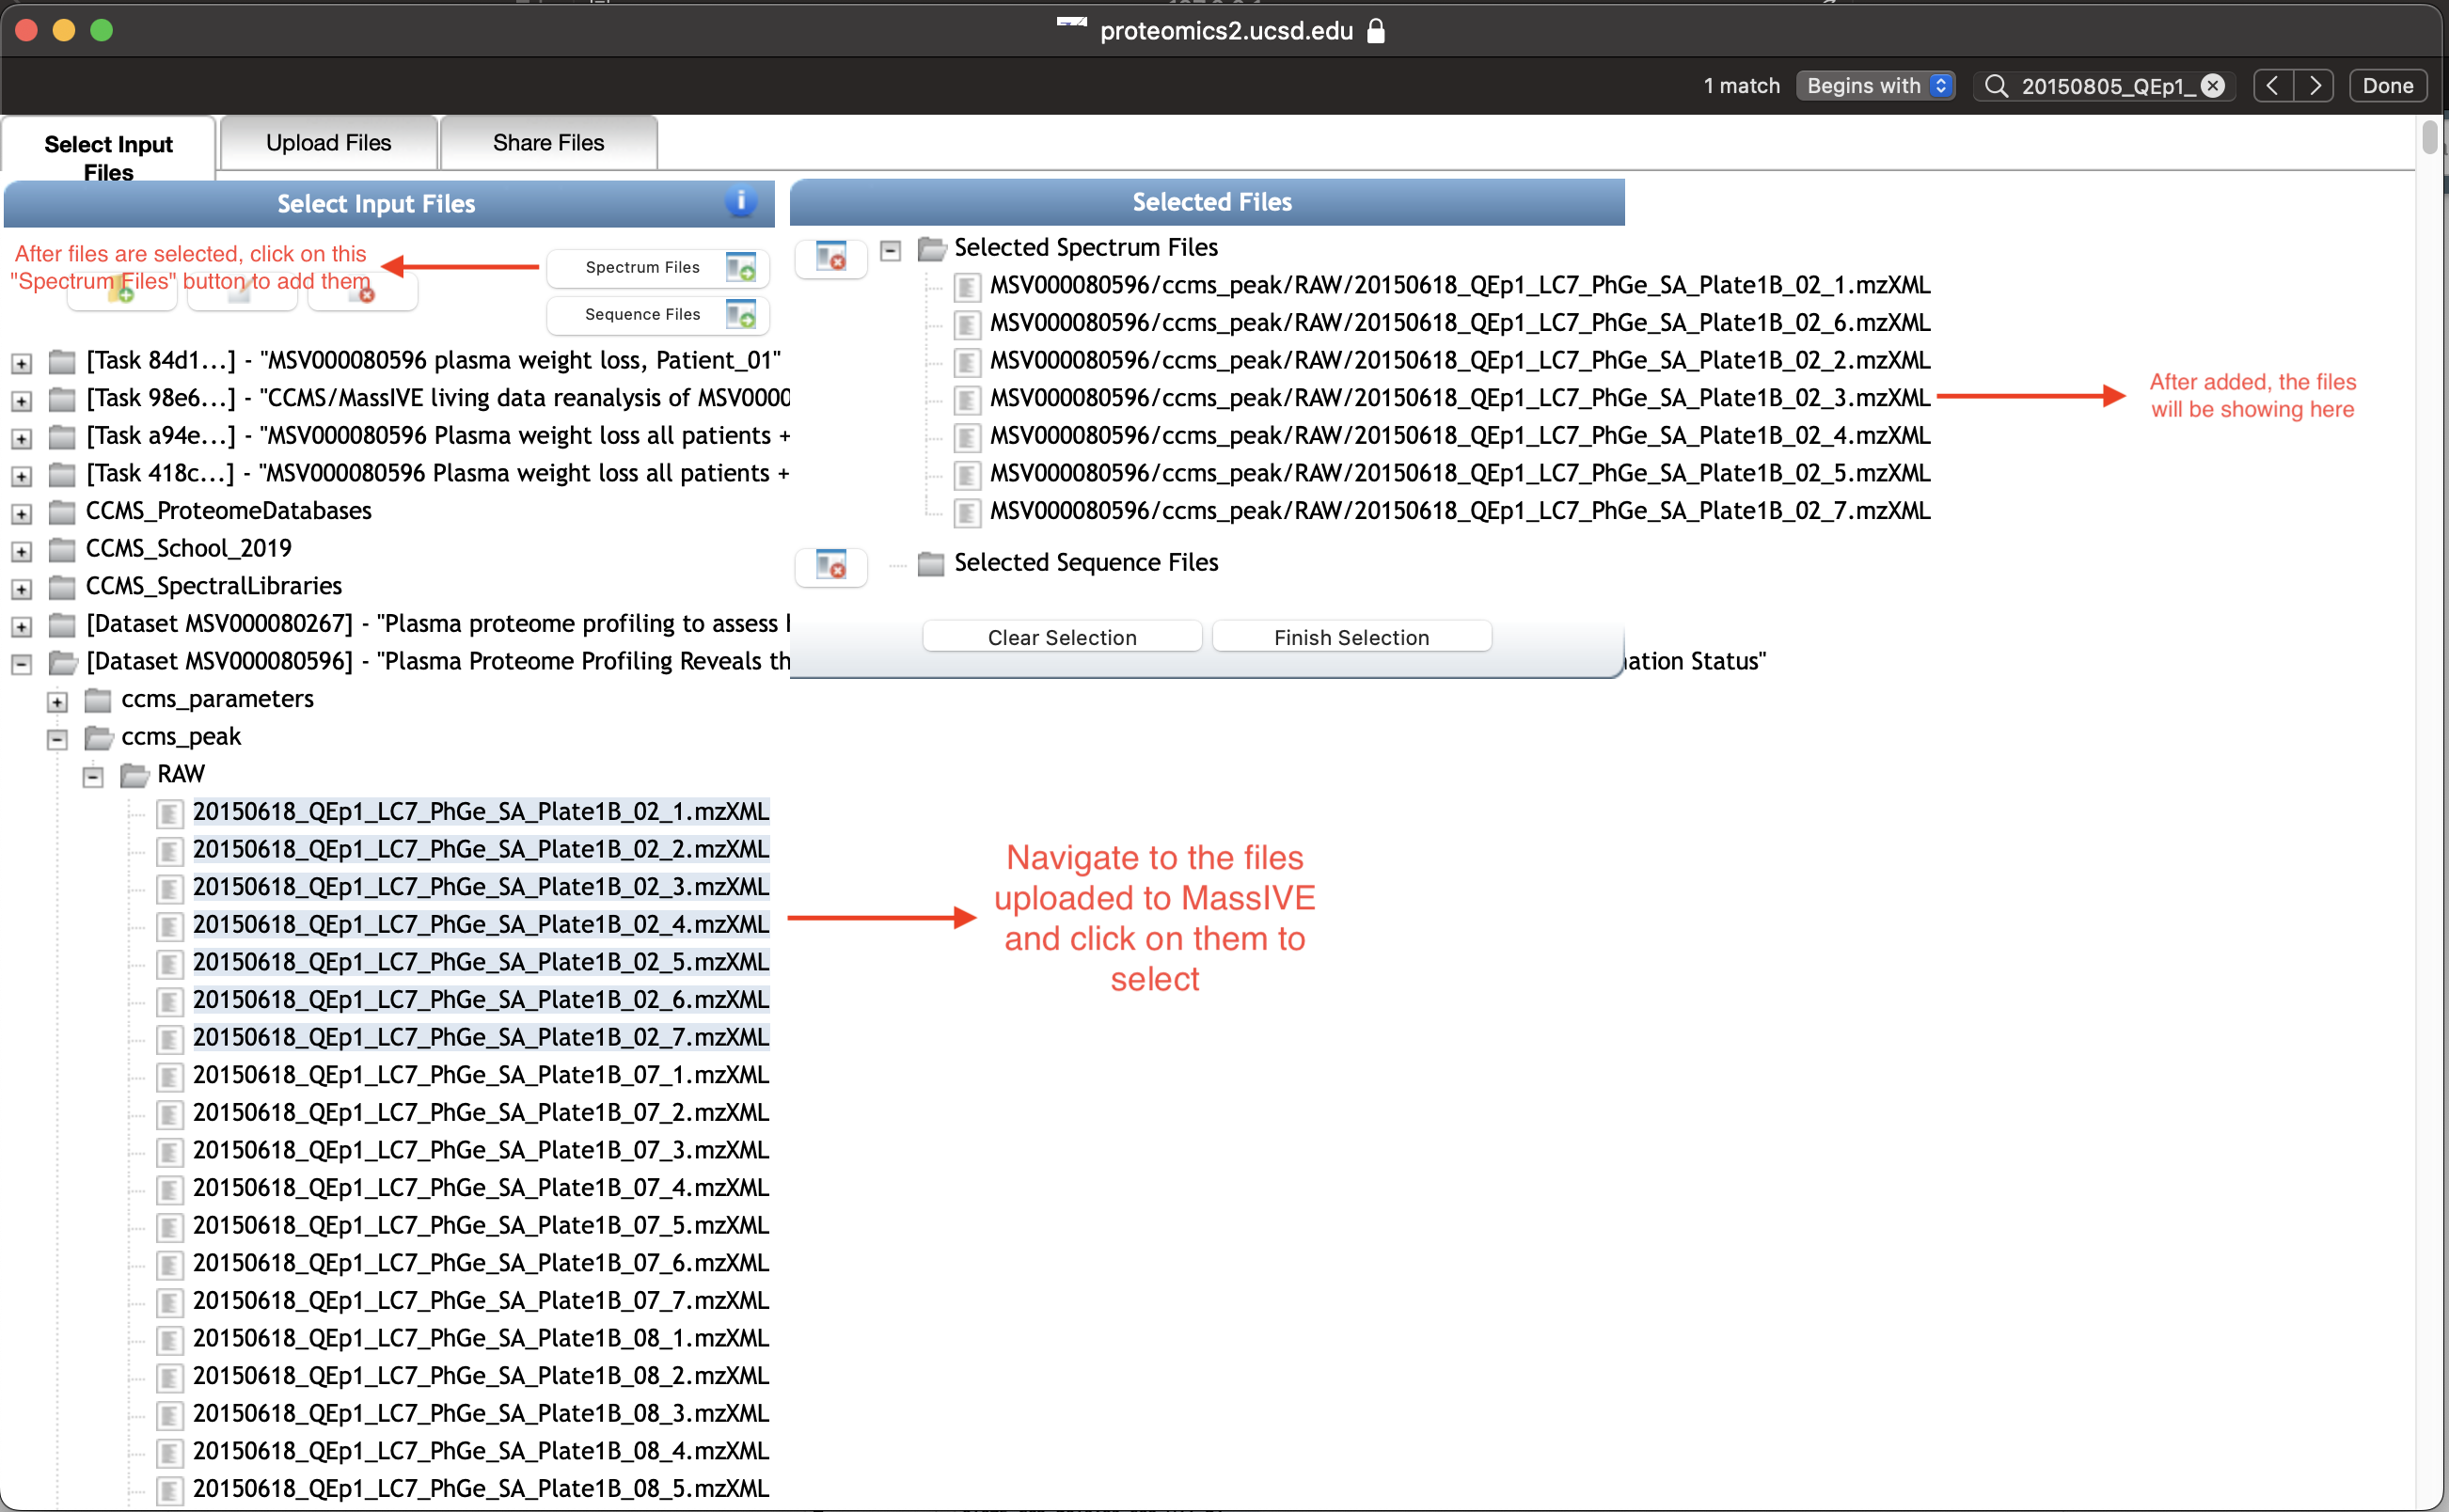 proteomics2.ucsd.edu
1 match Begins with 20150805_QEp1_ Done
Select Input Files
Upload Files
Share Files
Select Input Files
After files are selected, click on this
"Spectrum Files" button to add them
Spectrum Files
Sequence Files
[Task 84d1...] - "MSV000080596 plasma weight loss, Patient_01"
[Task 98e6...] - "CCMS/MassIVE living data reanalysis of MSV0000
[Task a94e...] - "MSV000080596 Plasma weight loss all patients +
[Task 418c...] - "MSV000080596 Plasma weight loss all patients +
CCMS_ProteomeDatabases
CCMS_School_2019
CCMS_SpectralLibraries
[Dataset MSV000080267] - "Plasma proteome profiling to assess
[Dataset MSV000080596] - "Plasma Proteome Profiling Reveals th
ation Status"
ccms_parameters
ccms_peak
RAW
20150618_QEp1_LC7_PhGe_SA_Plate1B_02_1.mzXML
20150618_QEp1_LC7_PhGe_SA_Plate1B_02_2.mzXML
20150618_QEp1_LC7_PhGe_SA_Plate1B_02_3.mzXML
20150618_QEp1_LC7_PhGe_SA_Plate1B_02_4.mzXML
20150618_QEp1_LC7_PhGe_SA_Plate1B_02_5.mzXML
20150618_QEp1_LC7_PhGe_SA_Plate1B_02_6.mzXML
20150618_QEp1_LC7_PhGe_SA_Plate1B_02_7.mzXML
20150618_QEp1_LC7_PhGe_SA_Plate1B_07_1.mzXML
20150618_QEp1_LC7_PhGe_SA_Plate1B_07_2.mzXML
20150618_QEp1_LC7_PhGe_SA_Plate1B_07_3.mzXML
20150618_QEp1_LC7_PhGe_SA_Plate1B_07_4.mzXML
20150618_QEp1_LC7_PhGe_SA_Plate1B_07_5.mzXML
20150618_QEp1_LC7_PhGe_SA_Plate1B_07_6.mzXML
20150618_QEp1_LC7_PhGe_SA_Plate1B_07_7.mzXML
20150618_QEp1_LC7_PhGe_SA_Plate1B_08_1.mzXML
20150618_QEp1_LC7_PhGe_SA_Plate1B_08_2.mzXML
20150618_QEp1_LC7_PhGe_SA_Plate1B_08_3.mzXML
20150618_QEp1_LC7_PhGe_SA_Plate1B_08_4.mzXML
20150618_QEp1_LC7_PhGe_SA_Plate1B_08_5.mzXML
Selected Files
Selected Spectrum Files
MSV000080596/ccms_peak/RAW/20150618_QEp1_LC7_PhGe_SA_Plate1B_02_1.mzXML
MSV000080596/ccms_peak/RAW/20150618_QEp1_LC7_PhGe_SA_Plate1B_02_6.mzXML
MSV000080596/ccms_peak/RAW/20150618_QEp1_LC7_PhGe_SA_Plate1B_02_2.mzXML
MSV000080596/ccms_peak/RAW/20150618_QEp1_LC7_PhGe_SA_Plate1B_02_3.mzXML
MSV000080596/ccms_peak/RAW/20150618_QEp1_LC7_PhGe_SA_Plate1B_02_4.mzXML
MSV000080596/ccms_peak/RAW/20150618_QEp1_LC7_PhGe_SA_Plate1B_02_5.mzXML
MSV000080596/ccms_peak/RAW/20150618_QEp1_LC7_PhGe_SA_Plate1B_02_7.mzXML
Selected Sequence Files
Clear Selection
Finish Selection
After added, the files
will be showing here
Navigate to the files
uploaded to MassIVE
and click on them to
select